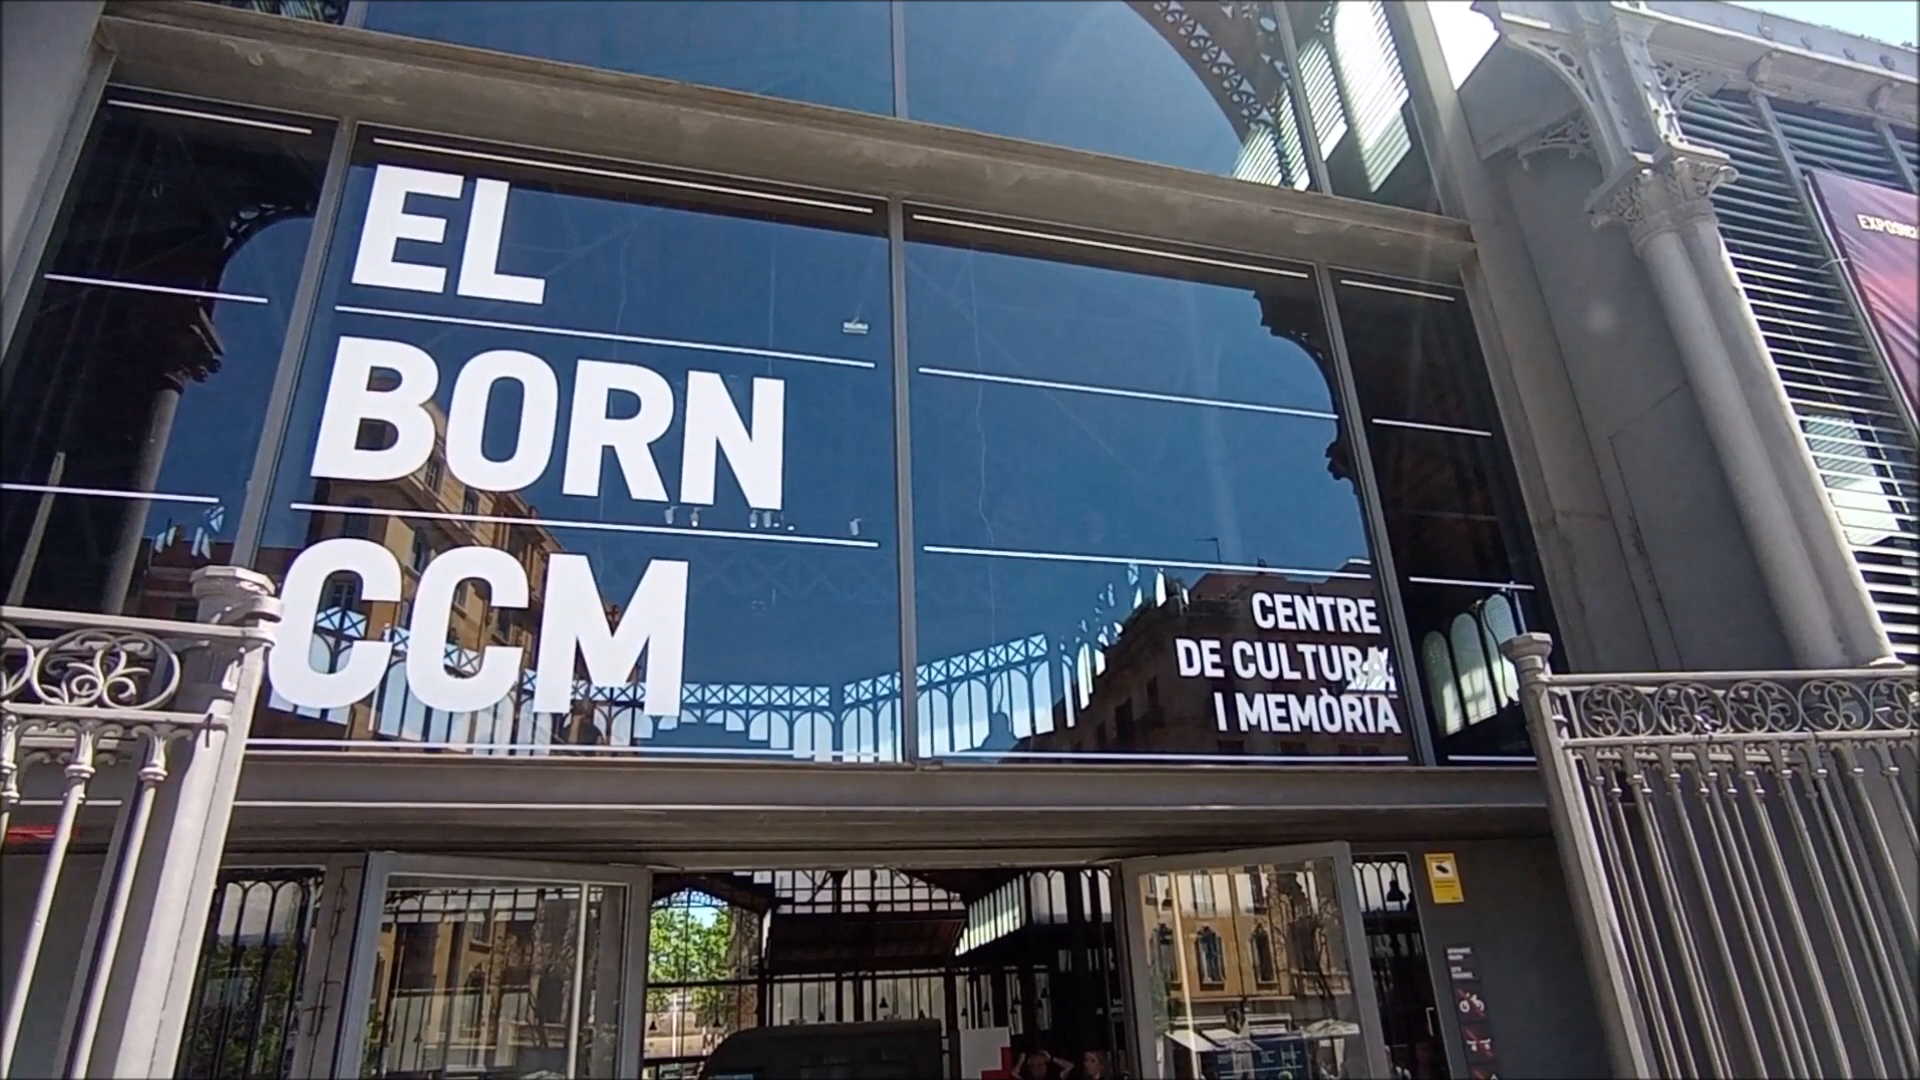 EL
BORN
CCM
CENTRE
DE CULTURA
I MEMÒRIA